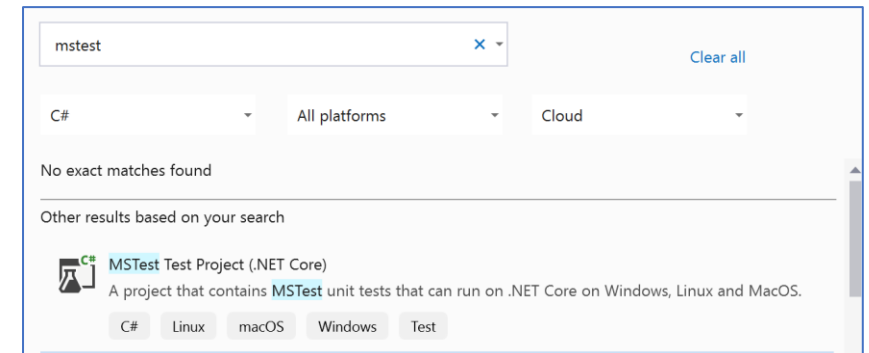 mstest
Clear all
C# All platforms Cloud
No exact matches found
Other results based on your search
C#
MSTest Test Project (.NET Core)
A project that contains MSTest unit tests that can run on .NET Core on Windows, Linux and MacOS.
C# Linux macOS Windows Test